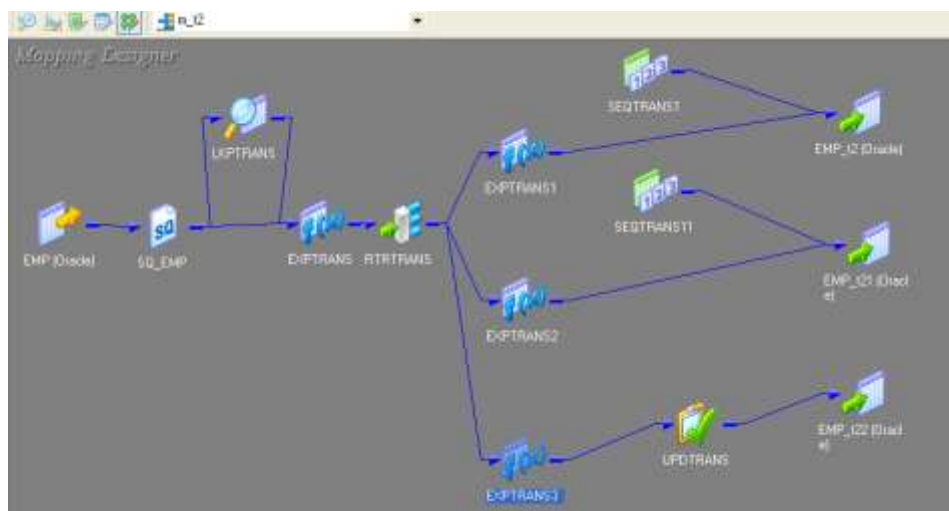 m_t2
Mapping Designer
SEQTRANS1
LKPTRANS
EMP_t2 (Oracle)
EXPTRANS1
SEQTRANS11
EMP (Oracle)
SQ_EMP
EXPTRANS
RTRTRANS
EMP_t21 (Oracl
e)
EXPTRANS2
EMP_t22 (Oracl
e)
UPDTRANS
EXPTRANS3